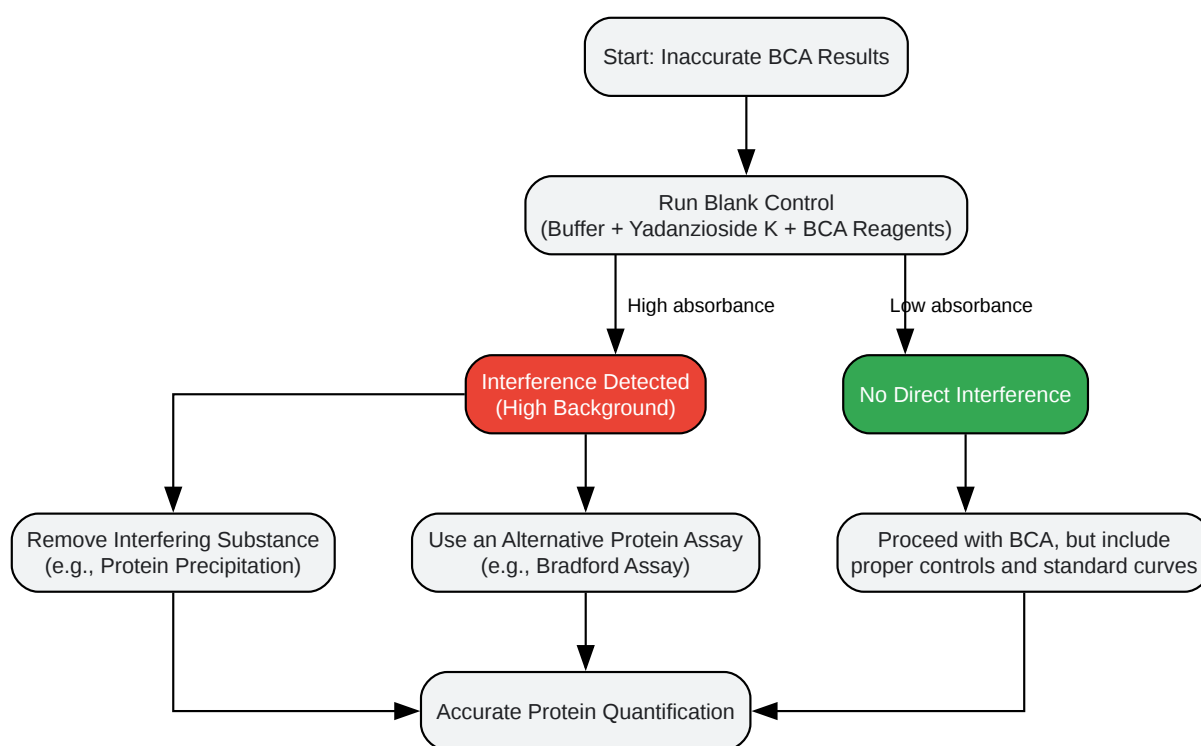 Start: Inaccurate BCA Results
Run Blank Control
(Buffer + Yadanzioside K + BCA Reagents)
High absorbance
Low absorbance
Interference Detected
(High Background)
No Direct Interference
Remove Interfering Substance
(e.g., Protein Precipitation)
Use an Alternative Protein Assay
(e.g., Bradford Assay)
Proceed with BCA, but include
proper controls and standard curves
Accurate Protein Quantification